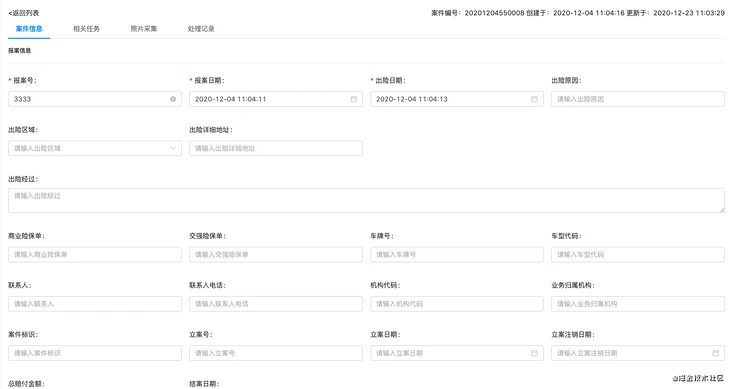 <返回列表 案件编号: 20201204550008 创建于: 2020-12-04 11:04:16 更新于: 2020-12-23 11:03:29
案件信息 相关任务 照片采集 处理记录
报案信息
* 报案号: * 报案日期: * 出险日期: 出险原因:
3333 2020-12-04 11:04:11 2020-12-04 11:04:13 请输入出险原因
出险区域: 出险详细地址:
请输入出险区域 请输入出险详细地址
出险经过:
请输入出险经过
商业险保单: 交强险保单: 车牌号: 车型代码:
请输入商业险保单 请输入交强险保单 请输入车牌号 请输入车型代码
联系人: 联系人电话: 机构代码: 业务归属机构:
请输入联系人 请输入联系人电话 请输入机构代码 请输入业务归属机构
案件标识: 立案号: 立案日期: 立案注销日期:
请输入案件标识 请输入立案号 请输入立案日期 请输入立案注销日期
总赔付金额: 结案日期:
@掘金技术社区